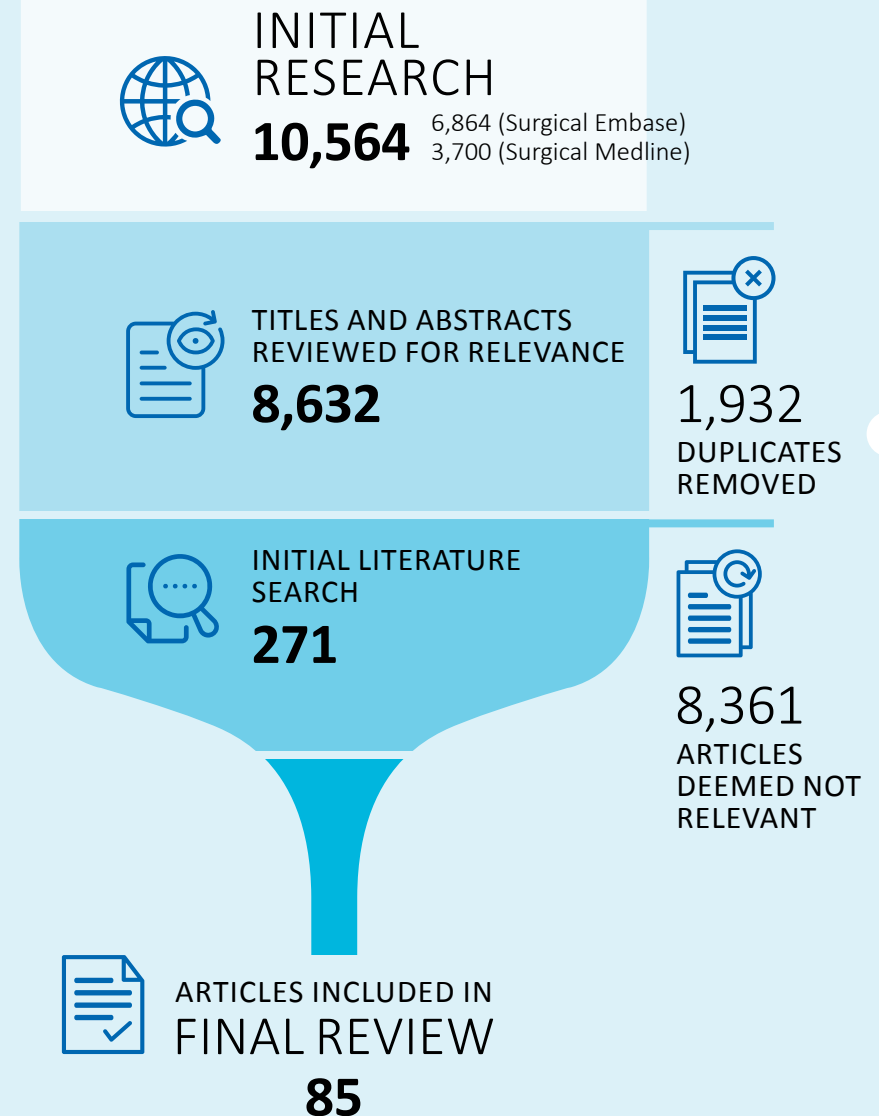 INITIAL
RESEARCH
10,564
6,864 (Surgical Embase)
3,700 (Surgical Medline)
TITLES AND ABSTRACTS
REVIEWED FOR RELEVANCE
8,632
1,932
DUPLICATES
REMOVED
INITIAL LITERATURE
SEARCH
271
8,361
ARTICLES
DEEMED NOT
RELEVANT
ARTICLES INCLUDED IN
FINAL REVIEW
85